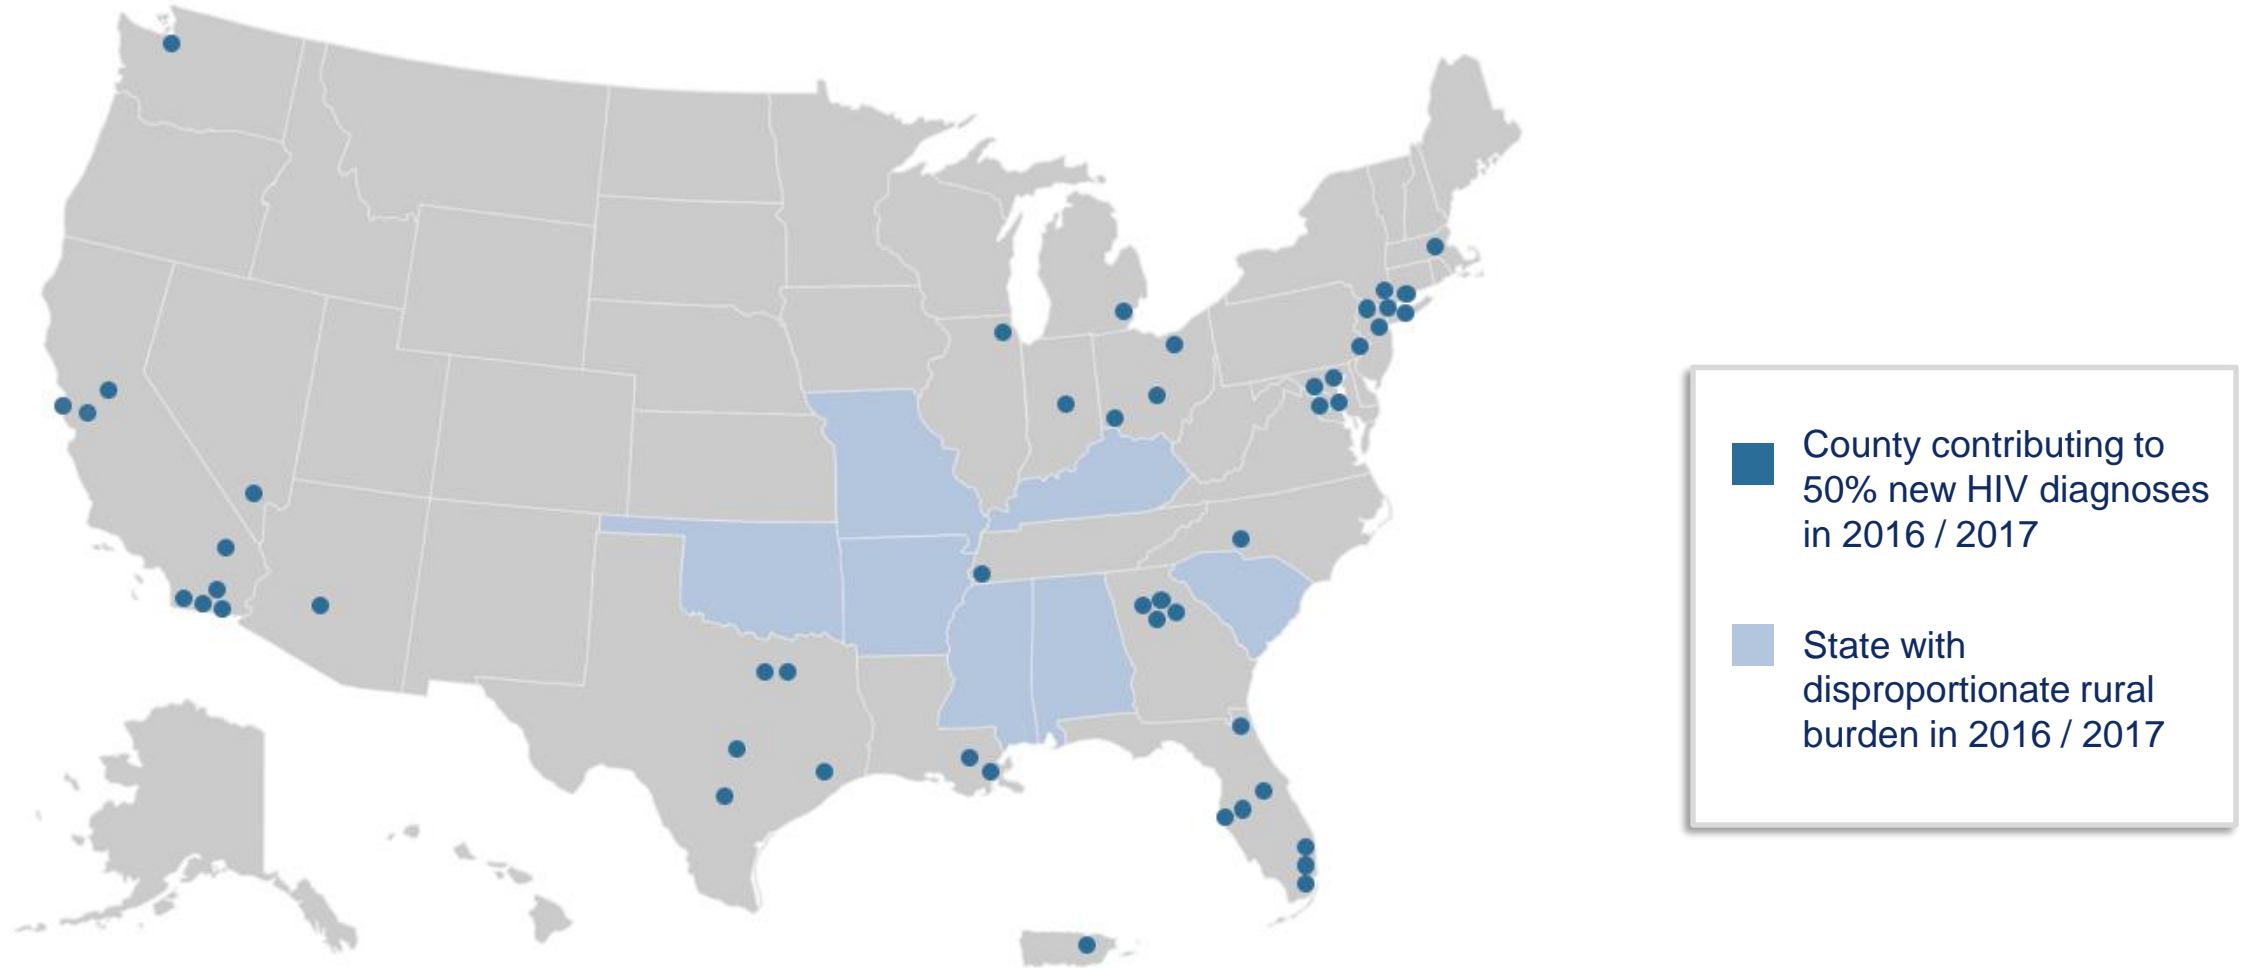 County contributing to
50% new HIV diagnoses
in 2016 / 2017
State with
disproportionate rural
burden in 2016 / 2017